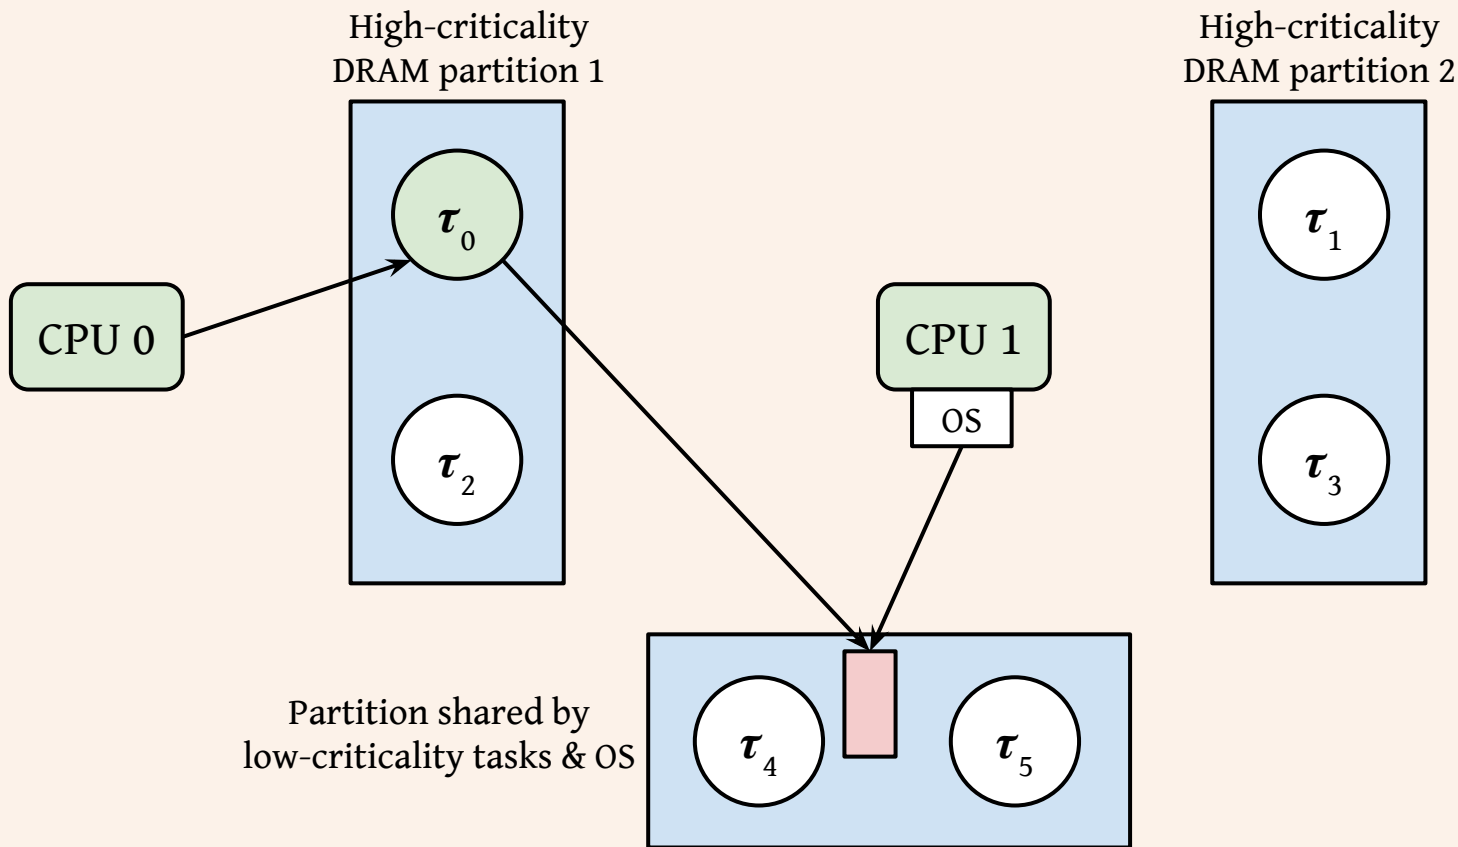 High-criticality
DRAM partition 1
High-criticality
DRAM partition 2
τ0
τ1
CPU 0
CPU 1
OS
τ2
τ3
Partition shared by
low-criticality tasks & OS
τ4
τ5